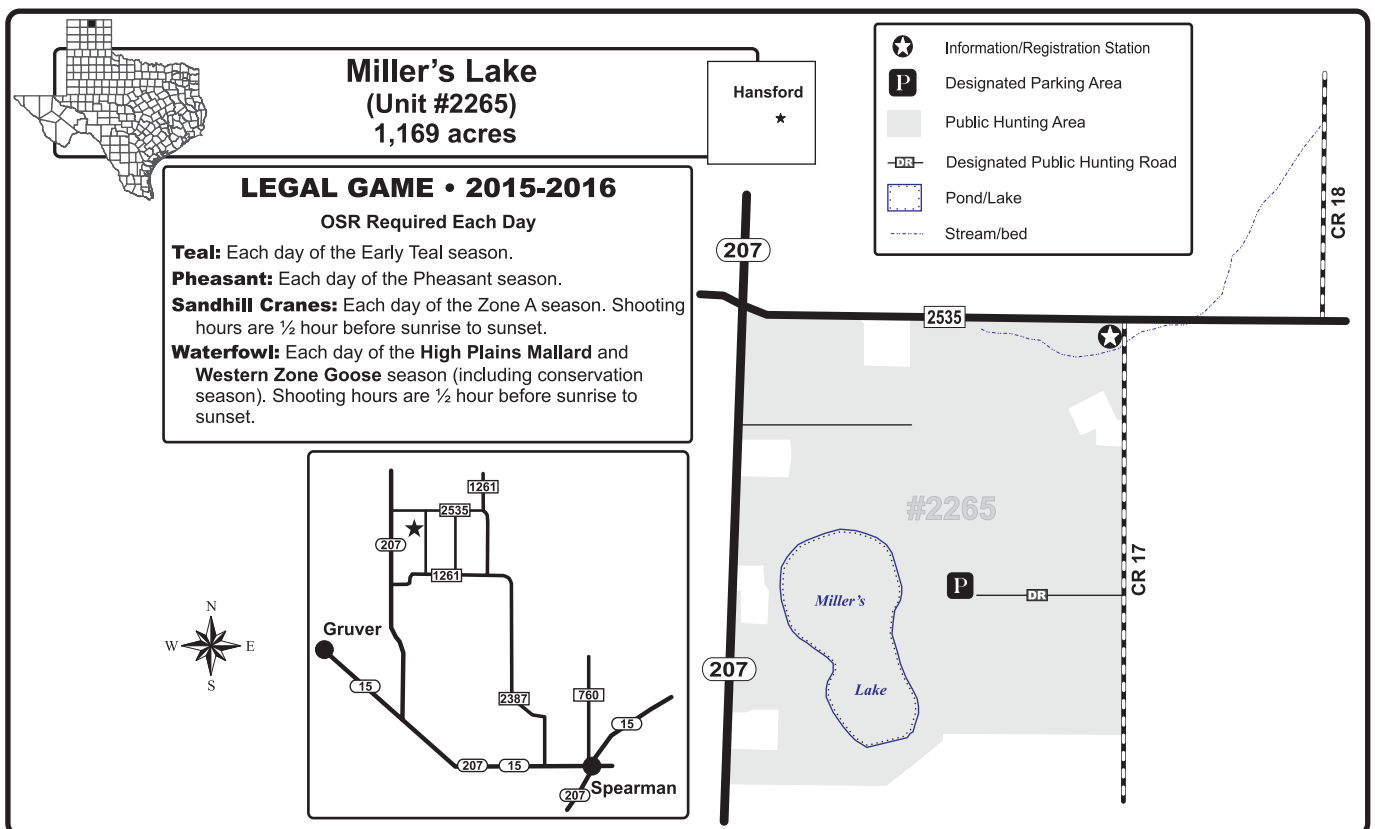 Miller's Lake
(Unit #2265)
1,169 acres
Hansford
LEGAL GAME • 2015-2016
OSR Required Each Day
Teal: Each day of the Early Teal season.
Pheasant: Each day of the Pheasant season.
Sandhill Cranes: Each day of the Zone A season. Shooting
hours are ½ hour before sunrise to sunset.
Waterfowl: Each day of the High Plains Mallard and
Western Zone Goose season (including conservation
season). Shooting hours are ½ hour before sunrise to
sunset.
Information/Registration Station
P
Designated Parking Area
Public Hunting Area
DR
Designated Public Hunting Road
Pond/Lake
Stream/bed
207
2535
CR 18
#2265
CR 17
P
DR
Miller's
Lake
207
N
W
E
S
1261
2535
207
1261
Gruver
15
2387
760
15
207
15
Spearman
207